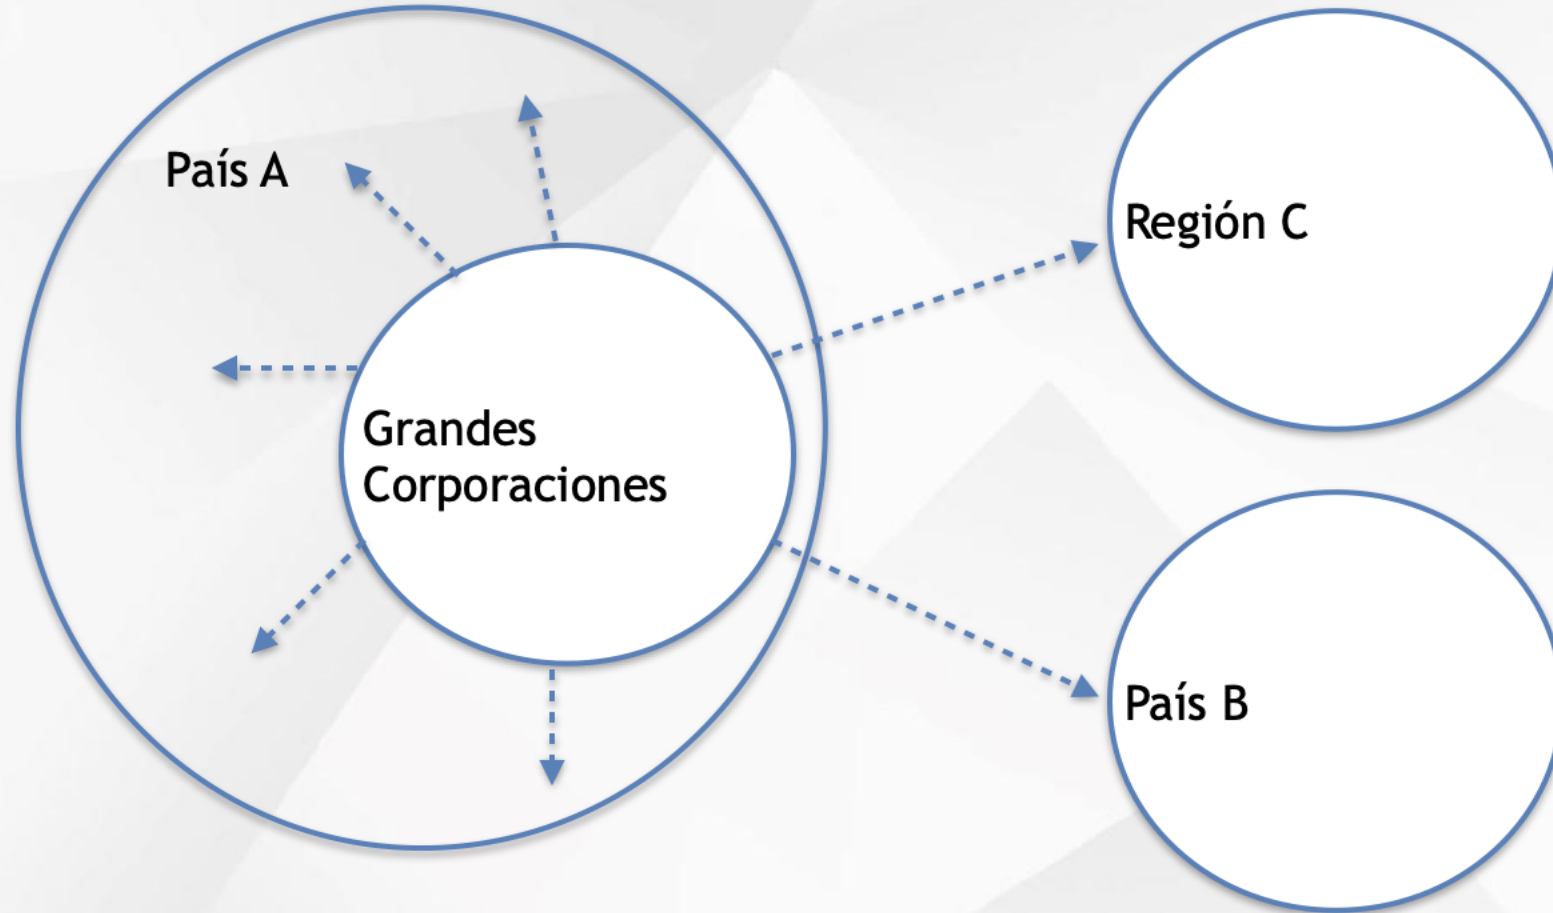 País A
Región C
Grandes
Corporaciones
País B